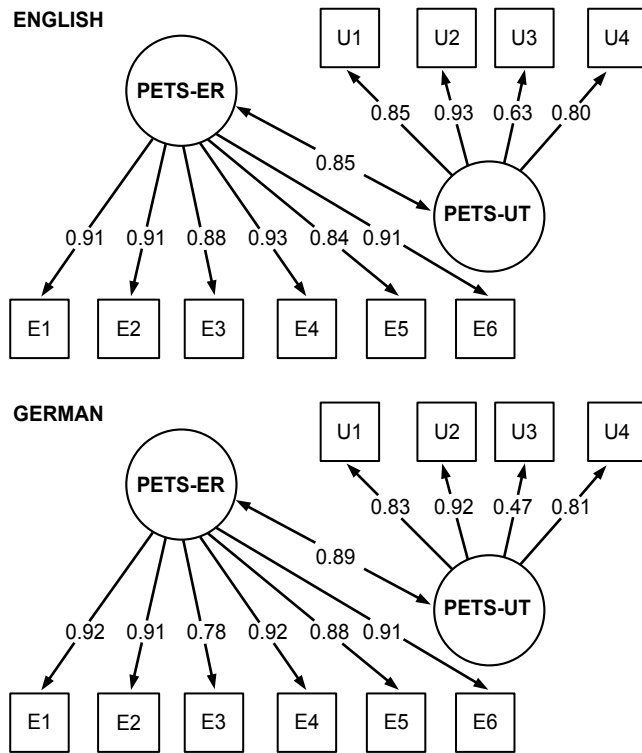 ENGLISH
U1 U2 U3 U4
PETS-ER
0.85 0.93 0.63 0.80
0.85
PETS-UT
0.91 0.91 0.88 0.93 0.84 0.91
E1 E2 E3 E4 E5 E6
GERMAN
U1 U2 U3 U4
PETS-ER
0.83 0.92 0.47 0.81
0.89
PETS-UT
0.92 0.91 0.78 0.92 0.88 0.91
E1 E2 E3 E4 E5 E6